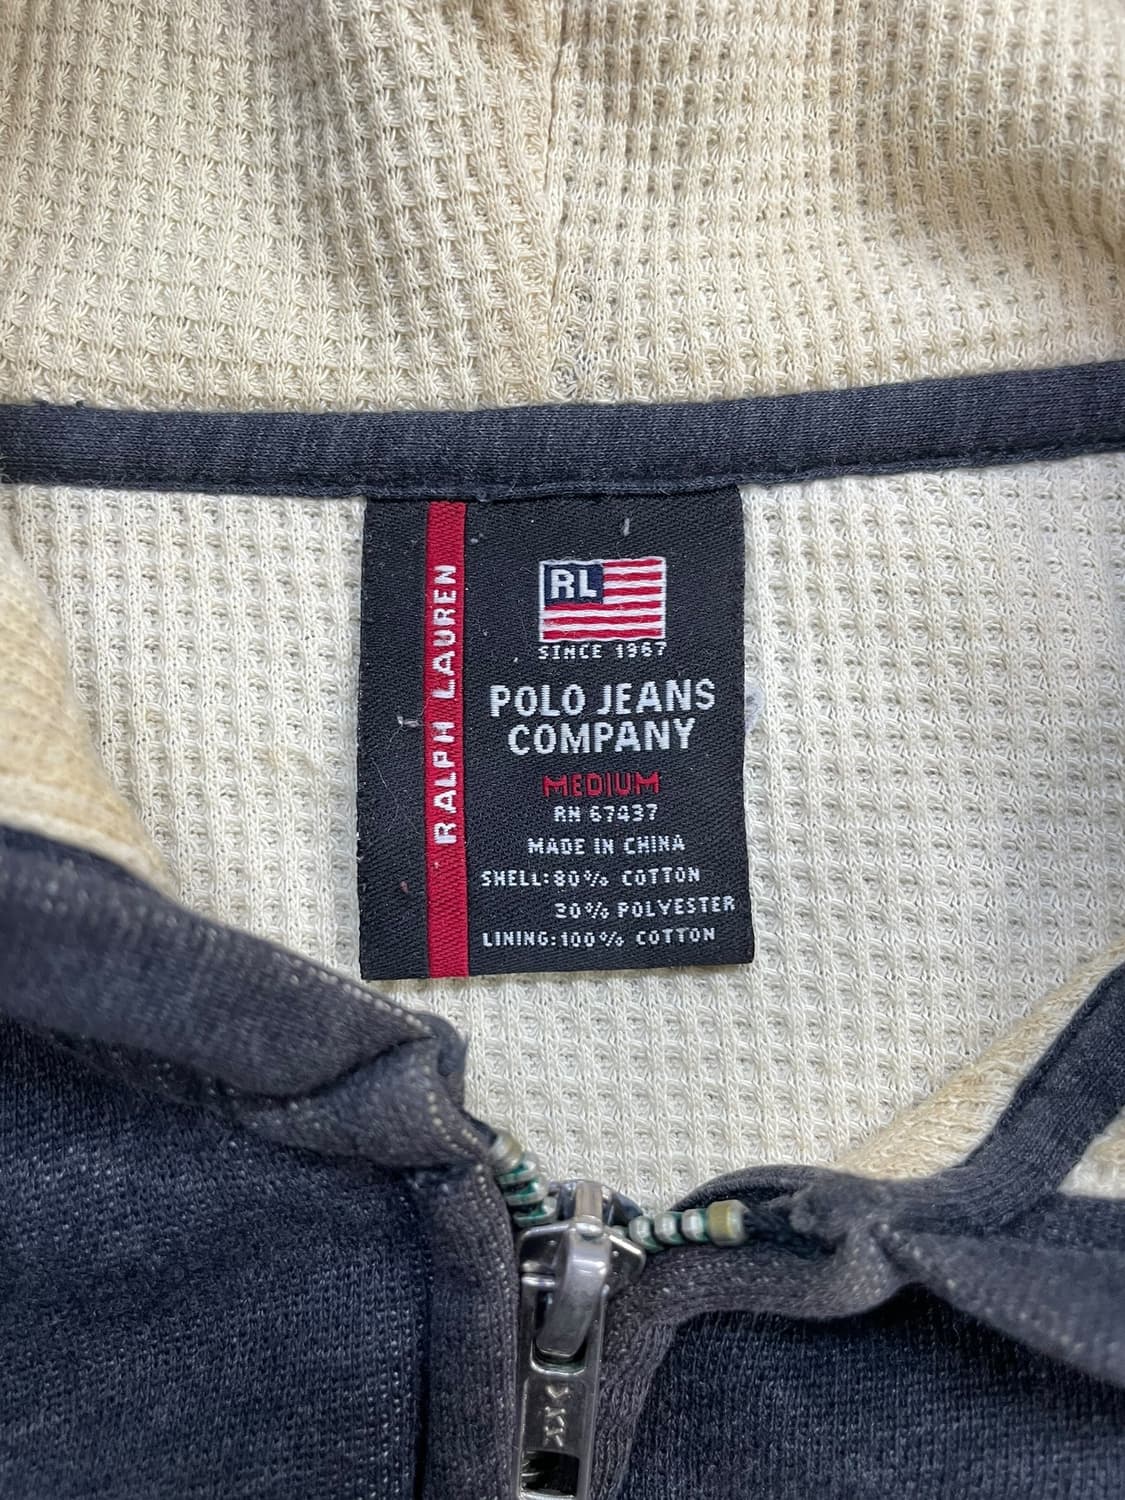 RALPH LAUREN
RL
SINCE 1967
POLO JEANS
COMPANY
MEDIUM
RN 67437
MADE IN CHINA
SHELL: 80% COTTON
20% POLYESTER
LINING: 100% COTTON
YKK